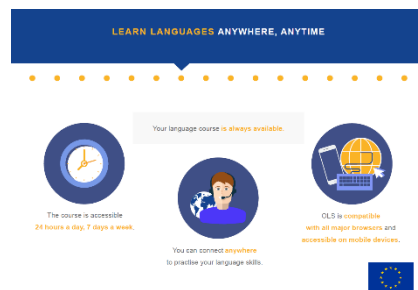 LEARN LANGUAGES ANYWHERE, ANYTIME
Your language course is always available.
The course is accessible
24 hours a day, 7 days a week.
You can connect anywhere
to practise your language skills.
OLS is compatible
with all major browsers and
accessible on mobile devices.